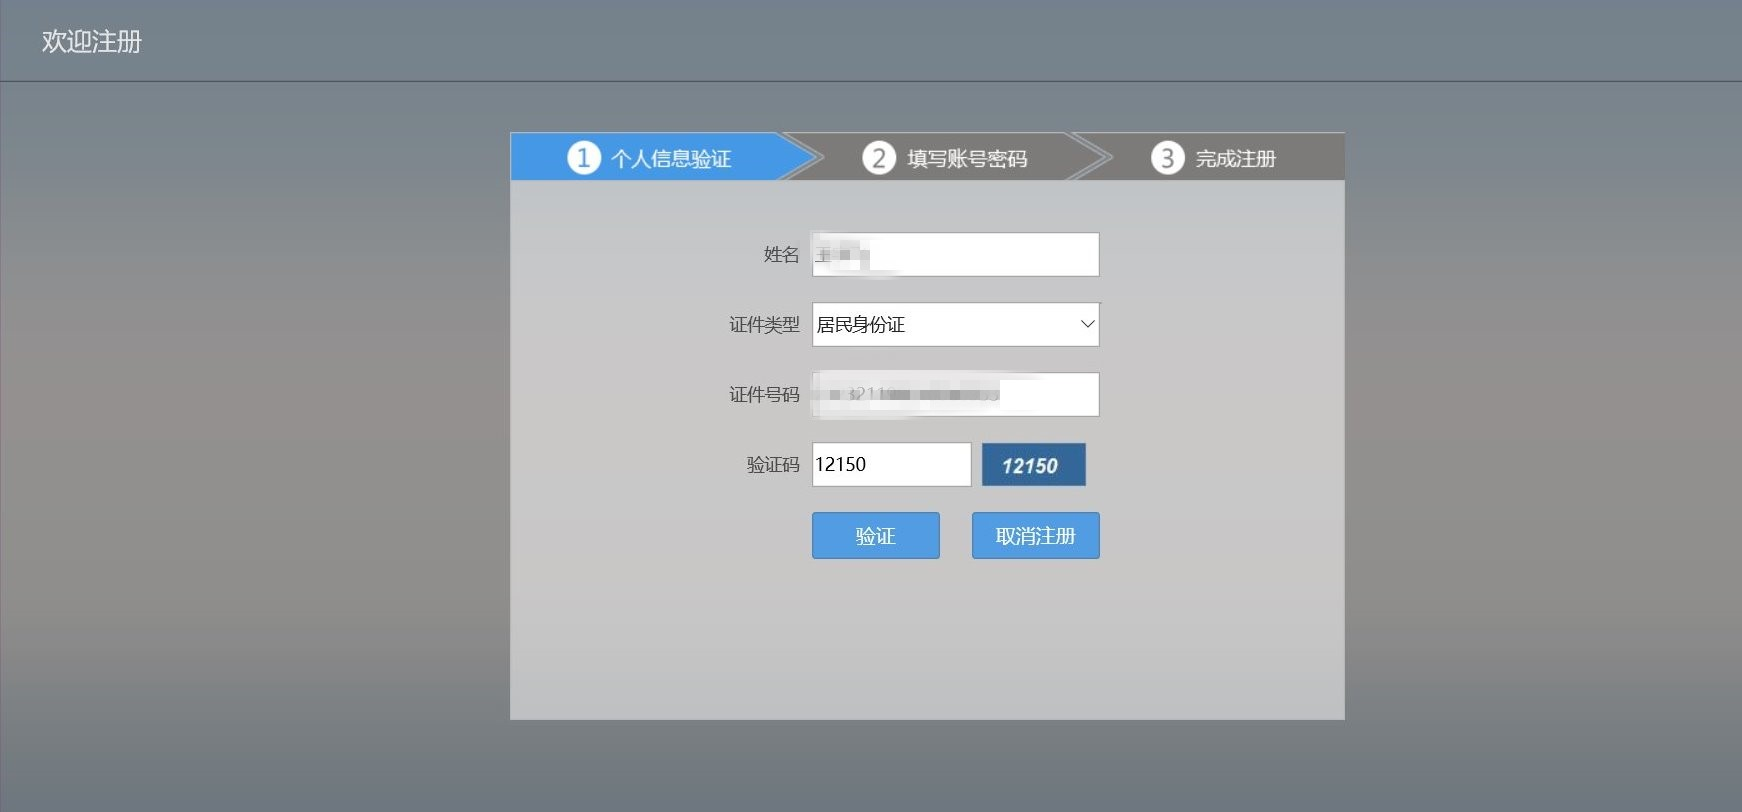 欢迎注册
1 个人信息验证
2 填写账号密码
3 完成注册
姓名
证件类型 居民身份证
证件号码
验证码 12150 12150
验证 取消注册